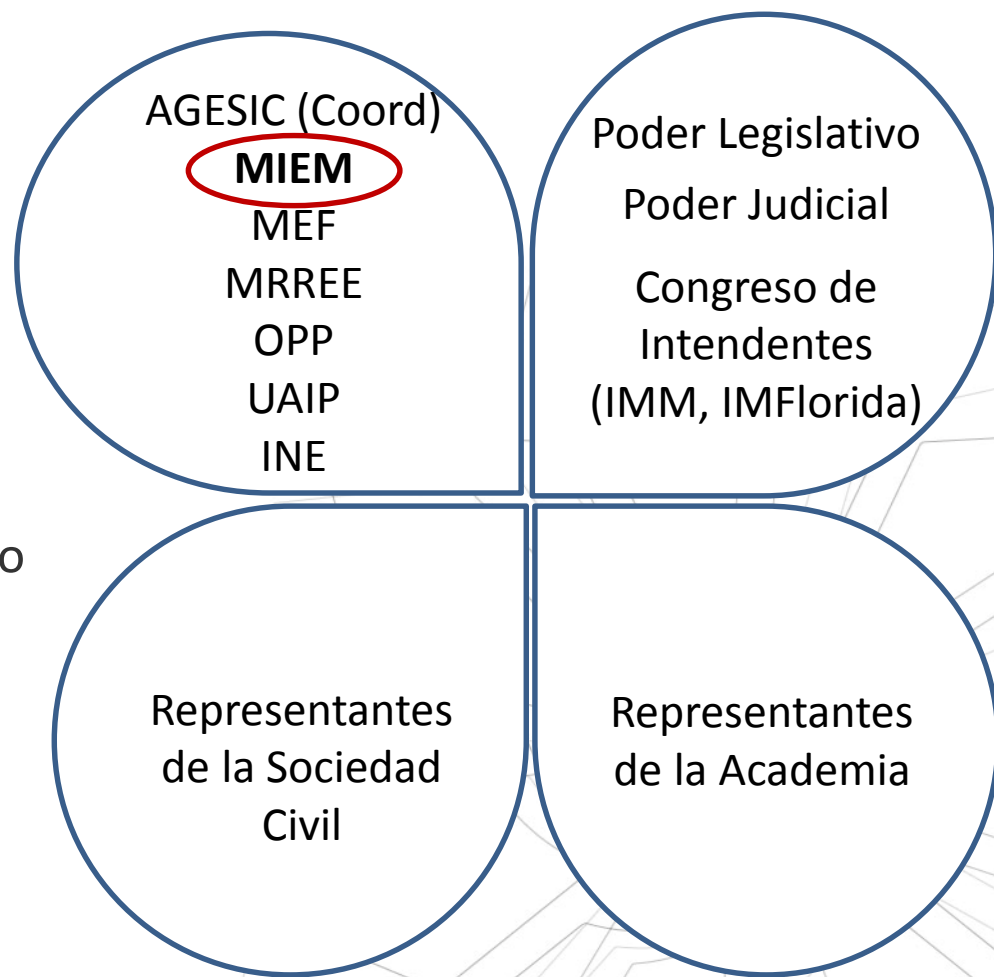 AGESIC (Coord)
MIEM
MEF
MRREE
OPP
UAIP
INE
Poder Legislativo
Poder Judicial
Congreso de
Intendentes
(IMM, IMFlorida)
o
Representantes
de la Sociedad
Civil
Representantes
de la Academia